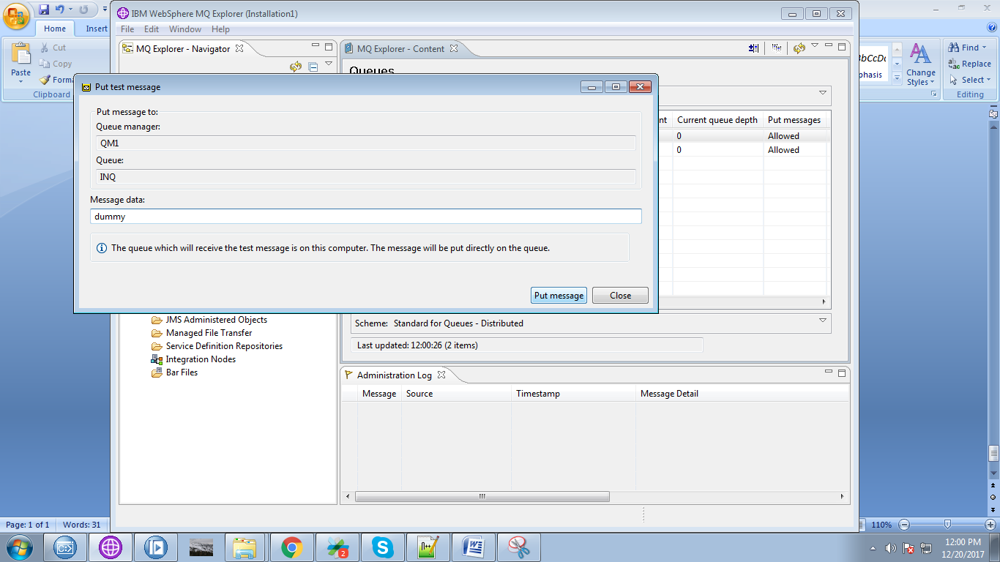 IBM WebSphere MQ Explorer (Installation1)
Home
Insert
File Edit Window Help
Paste
Cut
Copy
Forma
Clipboard
MQ Explorer - Navigator
MQ Explorer - Content
Queues
Change
Styles
Find
Replace
Select
Editing
Put test message
Put message to:
Queue manager:
QM1
Queue:
INQ
Message data:
dummy
The queue which will receive the test message is on this computer. The message will be put directly on the queue.
Put message
Close
nt Current queue depth Put messages
0 Allowed
0 Allowed
JMS Administered Objects
Managed File Transfer
Service Definition Repositories
Integration Nodes
Bar Files
Scheme: Standard for Queues - Distributed
Last updated: 12:00:26 (2 items)
Administration Log
Message Source Timestamp Message Detail
Page: 1 of 1 Words: 31
110%
2
12:00 PM
12/20/2017